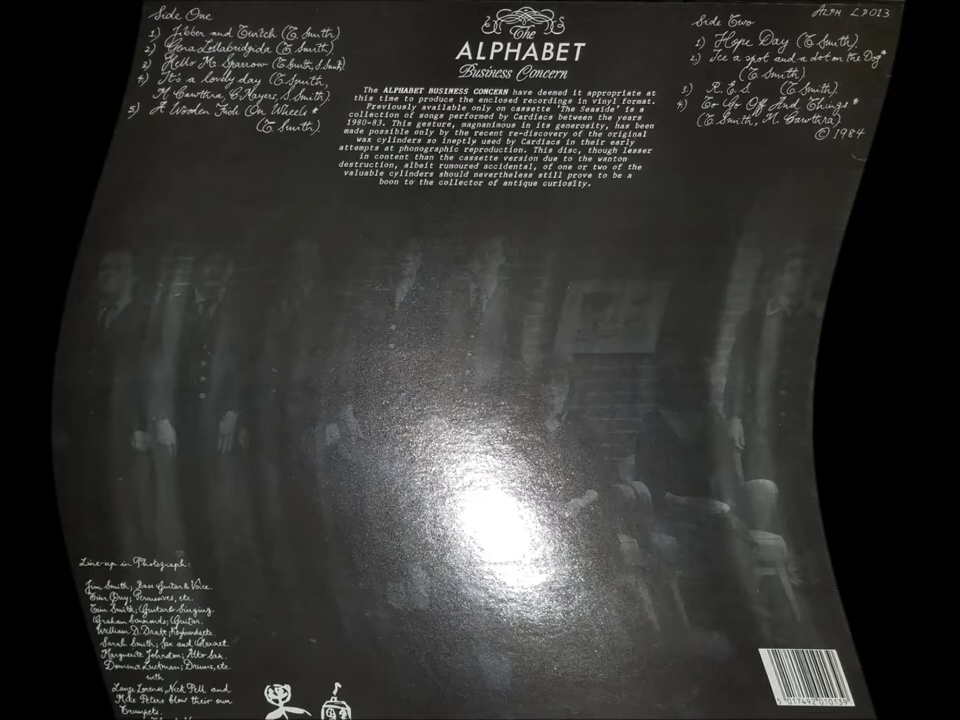 Side One
1) Jibber and Twitch (T. Smith)
2) Gena Lollabridgida (T. Smith).
3) Hello Mr. Sparrow (T. Smith, S. Smith)
4) It's a lovely day (T. Smith,
M. Cawthra, C. Mayers, S. Smith).
5) A Wooden Fish On Wheels *
(T. Smith)
The
ALPHABET
Business Concern
The ALPHABET BUSINESS CONCERN have deemed it appropriate at
this time to produce the enclosed recordings in vinyl format.
Previously available only on cassette 'The Seaside' is a
collection of songs performed by Cardiacs between the years
1980-83. This gesture, magnanimous in its generosity, has been
made possible only by the recent re-discovery of the original
wax cylinders so ineptly used by Cardiacs in their early
attempts at phonographic reproduction. This disc, though lesser
in content than the cassette version due to the wanton
destruction, albeit rumoured accidental, of one or two of the
valuable cylinders should nevertheless still prove to be a
boon to the collector of antique curiosity.
ALPH LP013
Side Two
1) Hope Day (T. Smith)
2) Ice a spot and a dot on the Dog *
(T. Smith)
3) R.E.S. (T. Smith).
4) To Go Off And Things *
(T. Smith, M. Cawthra)
© 1984
Line-up in Photograph:
Jim Smith; Bass Guitar & Voice.
Tim Quy; Percussives, etc.
Tim Smith; Guitar & Singing.
Graham Simmonds; Guitar.
William D. Drake; Keyboards etc.
Sarah Smith; Sax and Clarinet.
Marguerite Johnston; Alto Sax.
Dominic Luckman; Drums, etc.
with
Lorenz, Nick Pell and
Mike Peters blow their own
Trumpets.
5 017492 010139